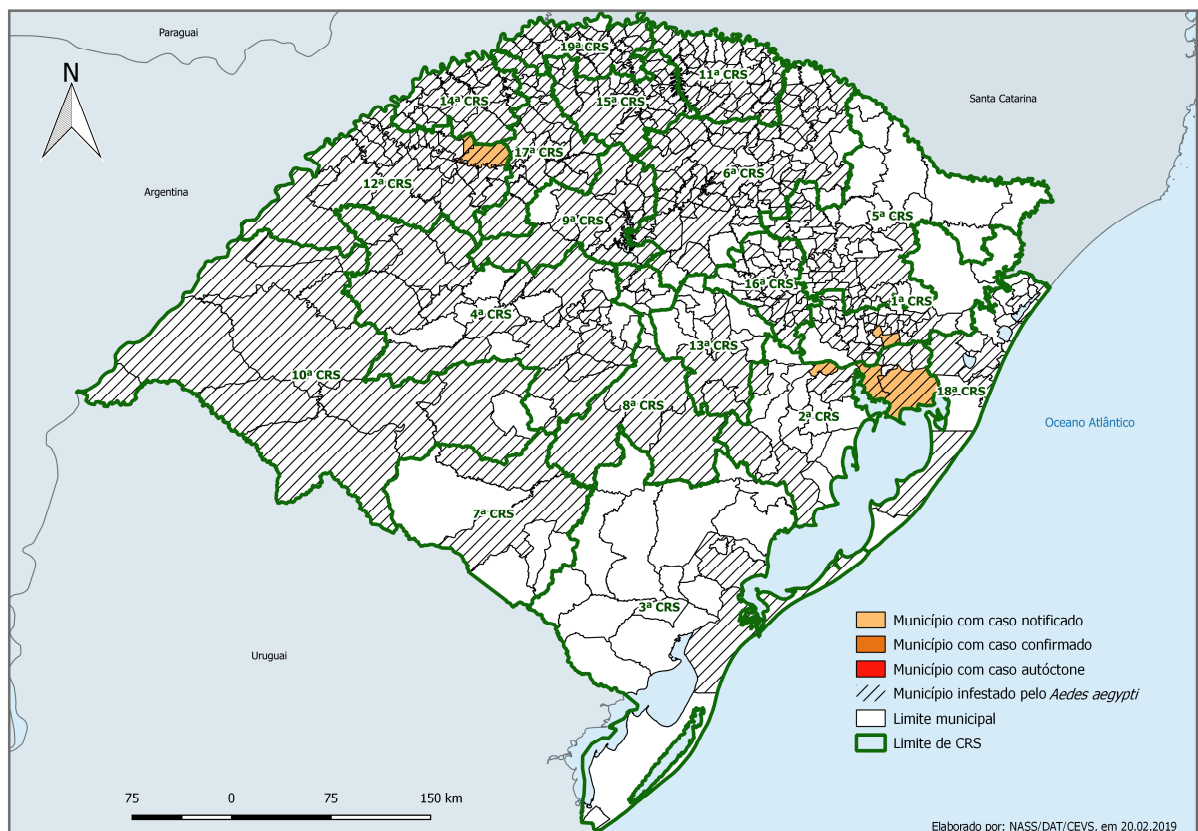 Paraguai
N
Santa Catarina
Argentina
19ª CRS
11ª CRS
14ª CRS
15ª CRS
17ª CRS
6ª CRS
12ª CRS
9ª CRS
5ª CRS
16ª CRS
1ª CRS
4ª CRS
13ª CRS
10ª CRS
18ª CRS
8ª CRS
2ª CRS
Oceano Atlântico
7ª CRS
3ª CRS
Uruguai
Município com caso notificado
Município com caso confirmado
Município com caso autóctone
Município infestado pelo Aedes aegypti
Limite municipal
Limite de CRS
75 0 75 150 km
Elaborado por: NASS/DAT/CEVS, em 20.02.2019